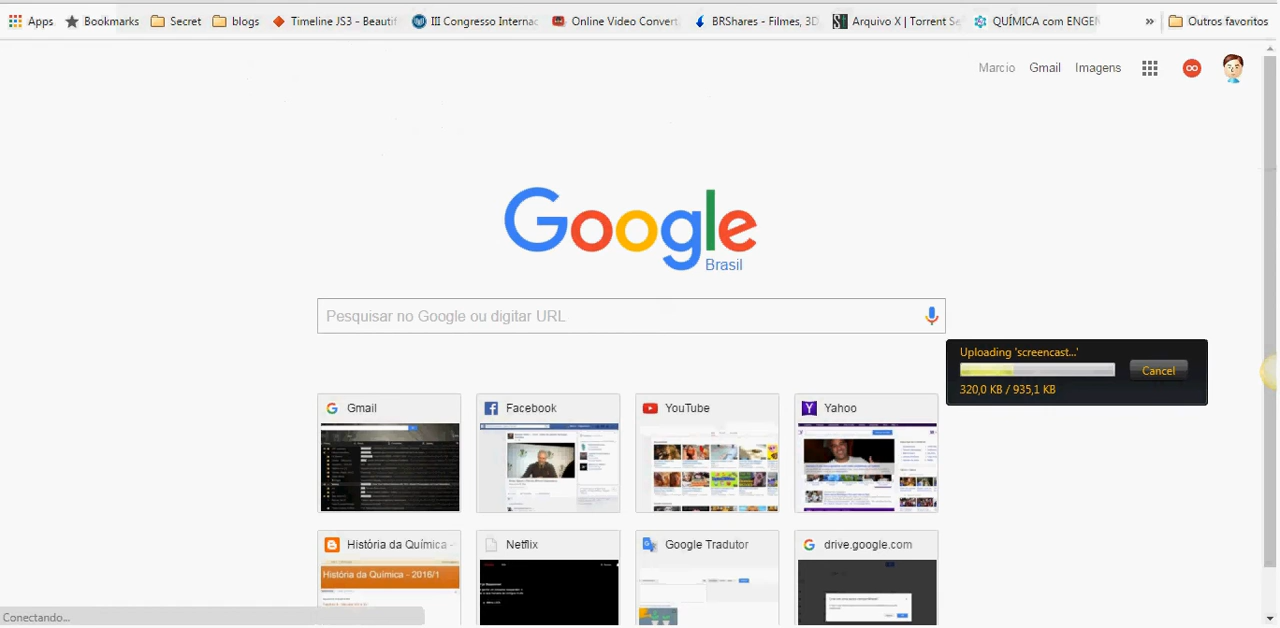 Apps Bookmarks Secret blogs Timeline JS3 - Beautif III Congresso Internac Online Video Convert BRShares - Filmes, 3D, Arquivo X | Torrent Se QUÍMICA com ENGEN » Outros favoritos
Marcio Gmail Imagens
Google
Brasil
Pesquisar no Google ou digitar URL
Uploading 'screencast...'
Cancel
320,0 KB / 935,1 KB
Gmail Facebook YouTube Yahoo
História da Química - Netflix Google Tradutor drive.google.com
História da Química - 2016/1
Conectando...